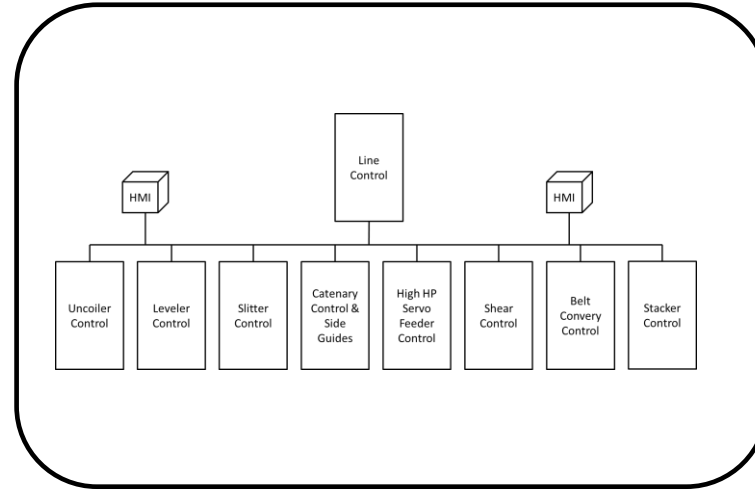 Line
Control
HMI
HMI
Uncoiler
Control
Leveler
Control
Slitter
Control
Catenary
Control &
Side
Guides
High HP
Servo
Feeder
Control
Shear
Control
Belt
Convery
Control
Stacker
Control